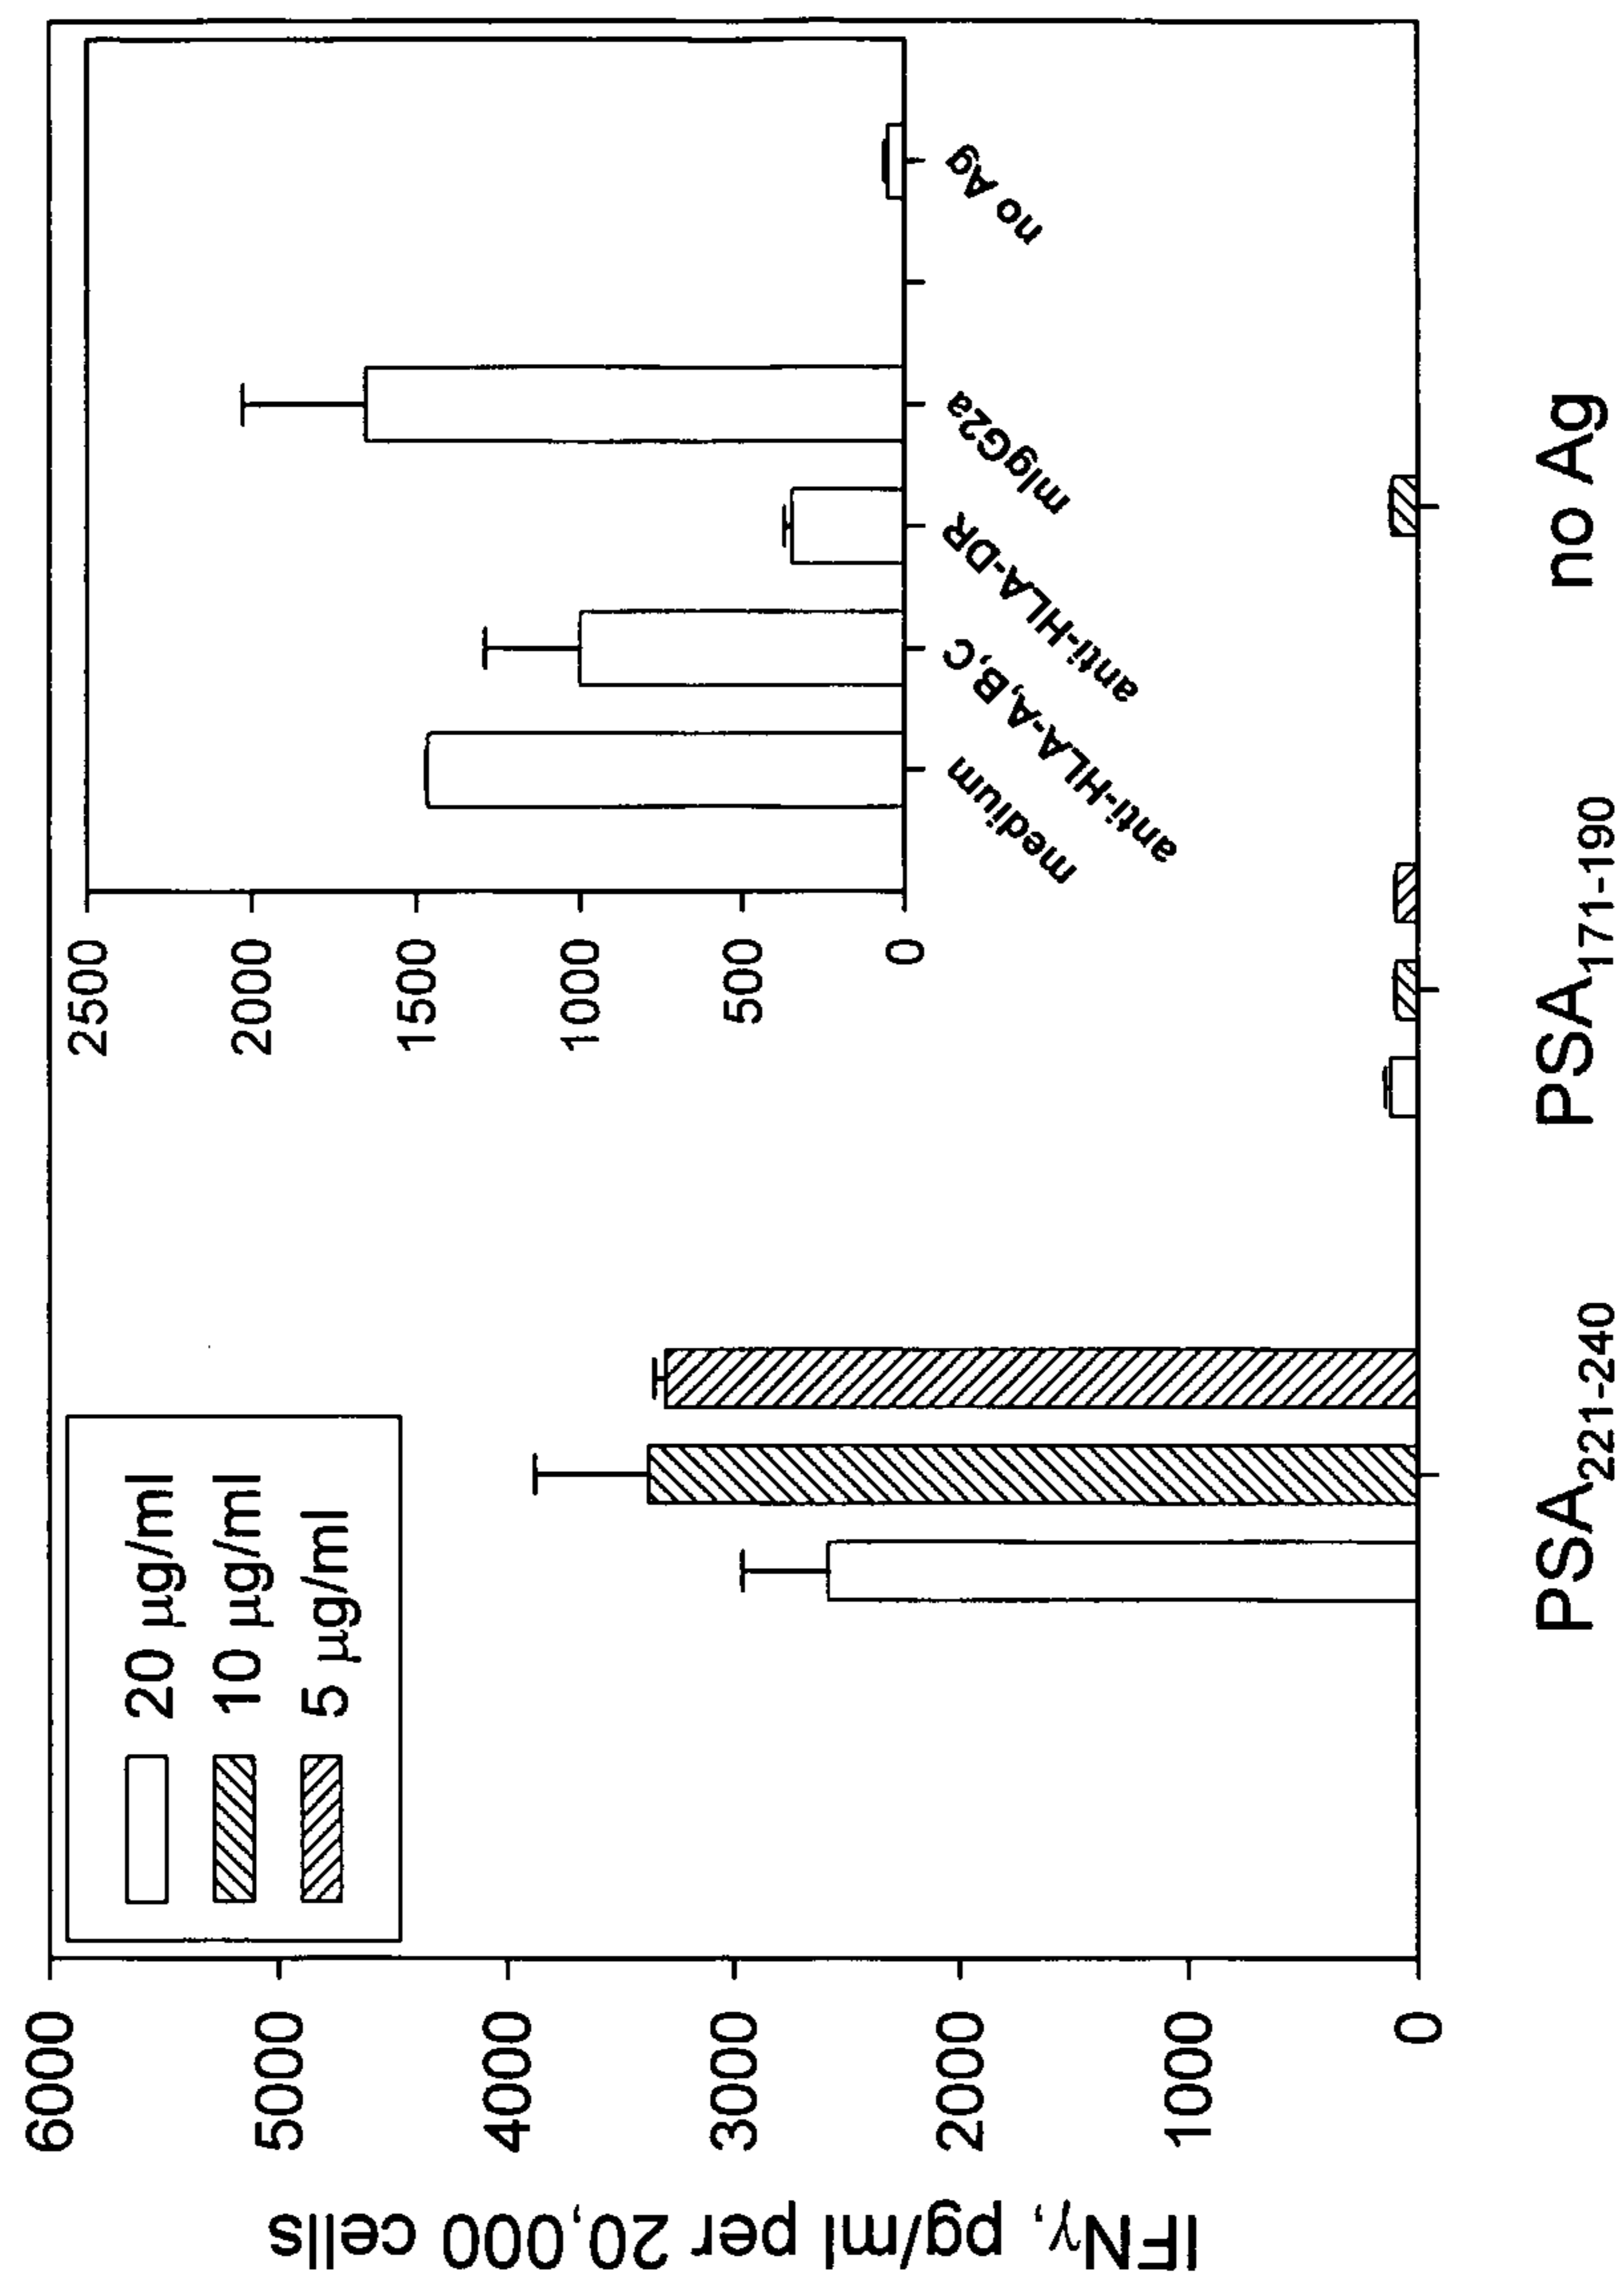 IFNγ, pg/ml per 20,000 cells
6000
5000
4000
3000
2000
1000
0
20 µg/ml
10 µg/ml
5 µg/ml
2500
2000
1500
1000
500
0
medium
anti-HLA-A,B,C
anti-HLA-DR
mIgG2a
no Ag
PSA221-240
PSA171-190
no Ag